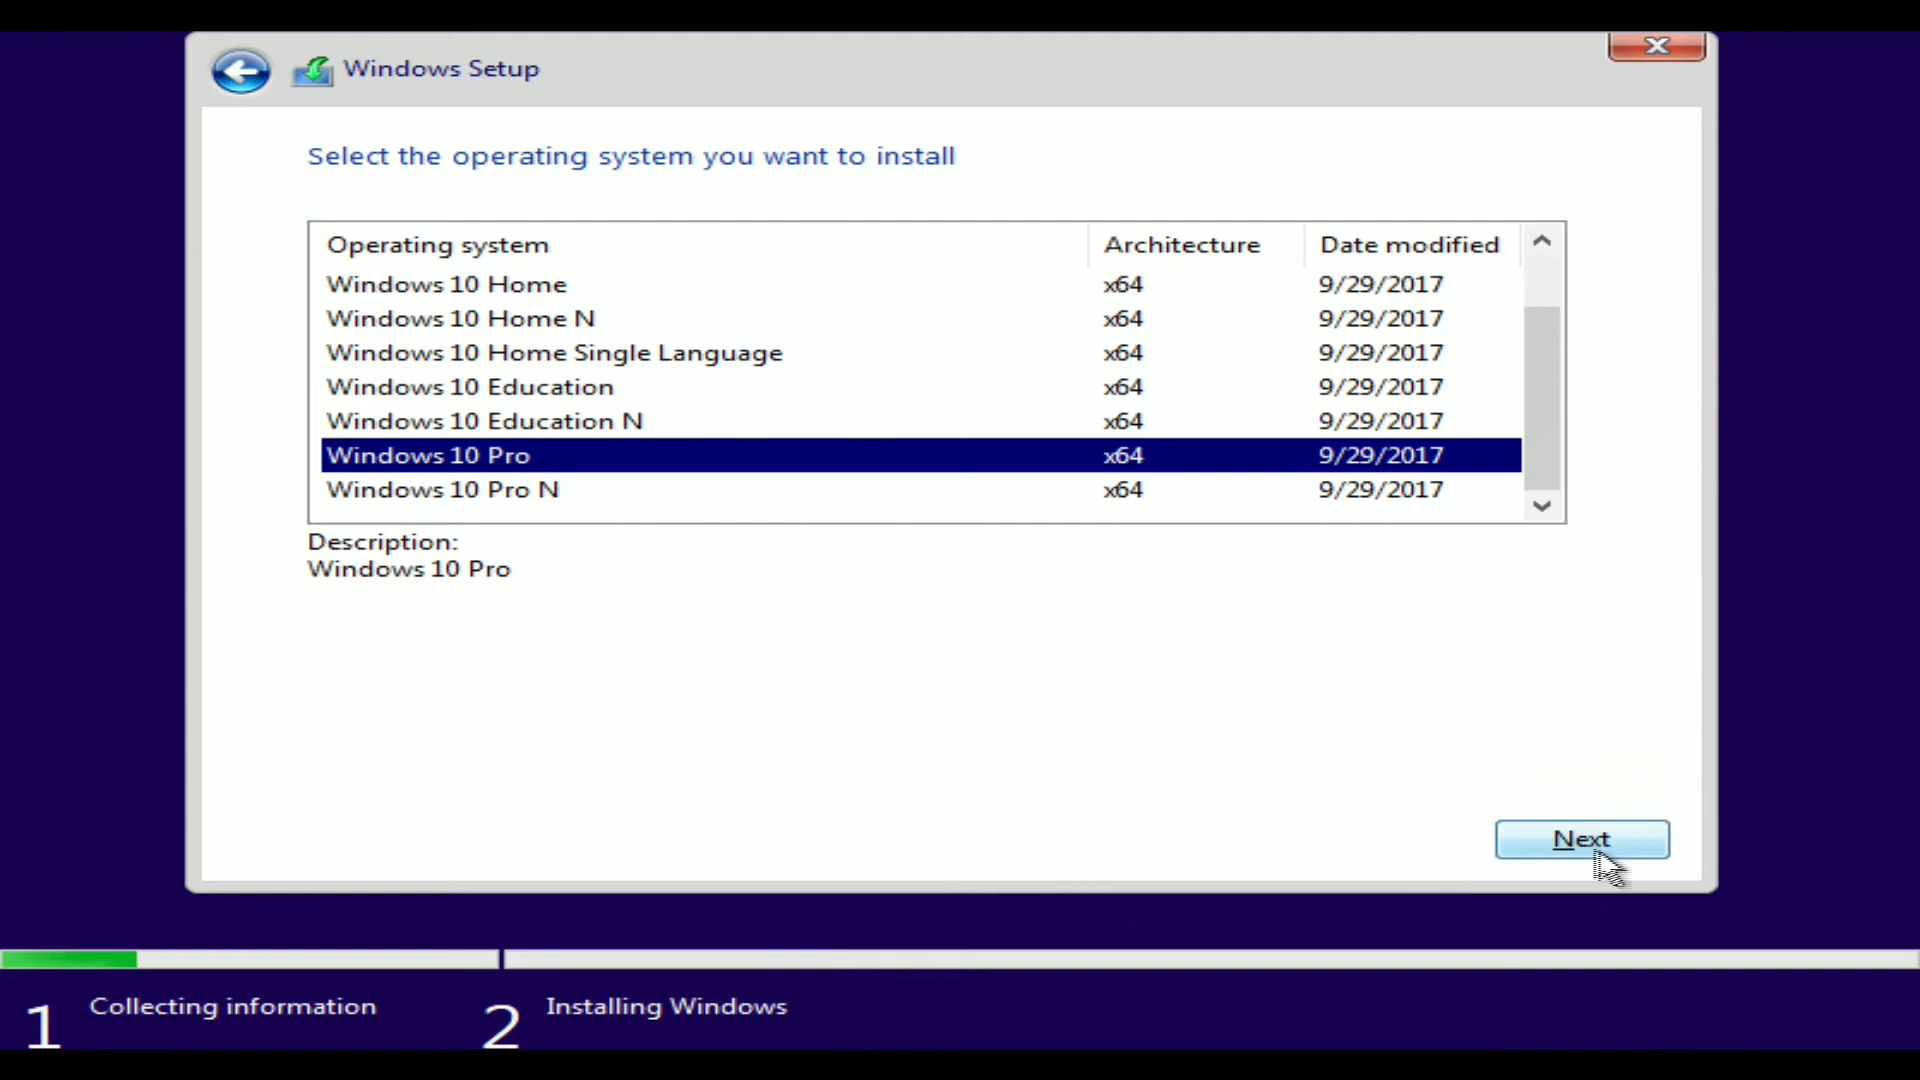 Windows Setup
Select the operating system you want to install
Operating system Architecture Date modified
Windows 10 Home x64 9/29/2017
Windows 10 Home N x64 9/29/2017
Windows 10 Home Single Language x64 9/29/2017
Windows 10 Education x64 9/29/2017
Windows 10 Education N x64 9/29/2017
Windows 10 Pro x64 9/29/2017
Windows 10 Pro N x64 9/29/2017
Description:
Windows 10 Pro
Next
1 Collecting information 2 Installing Windows